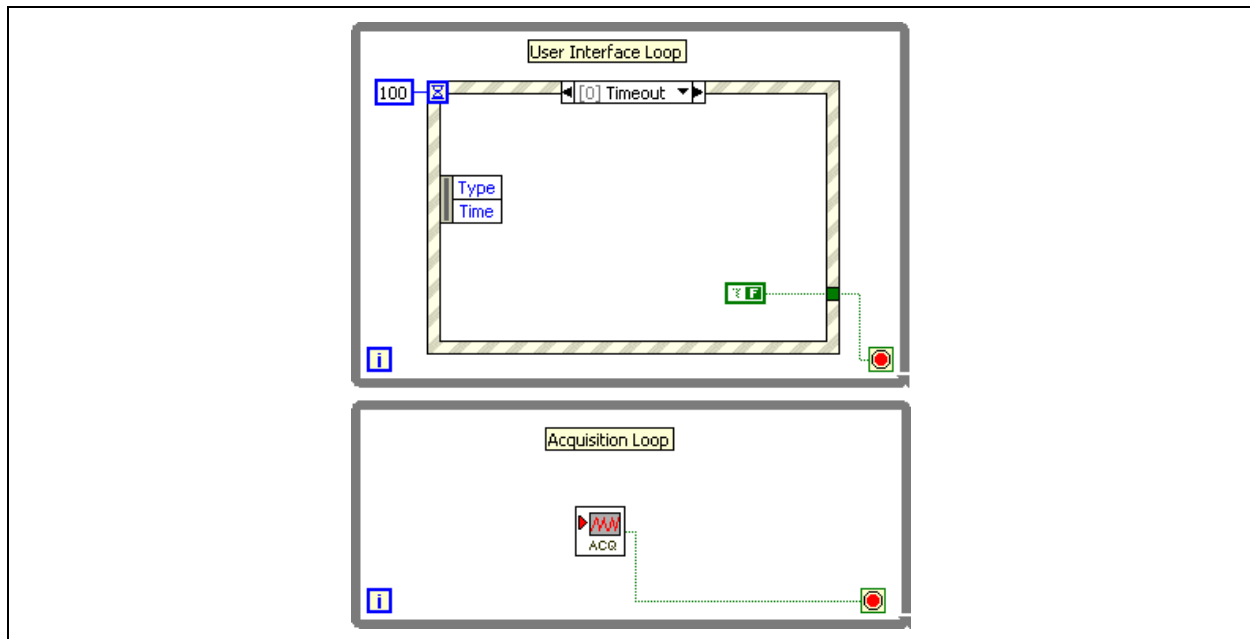 User Interface Loop
100
[0] Timeout
Type
Time
F
i
Acquisition Loop
ACQ
i